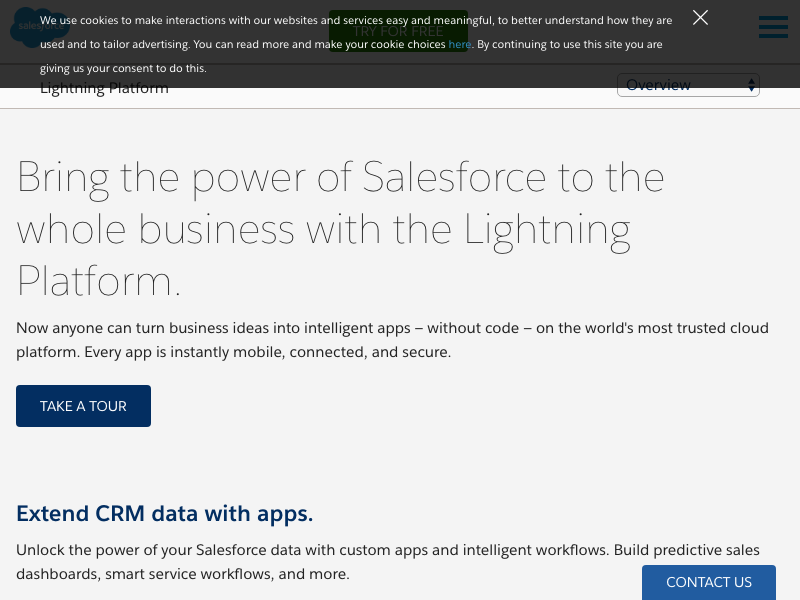 We use cookies to make interactions with our websites and services easy and meaningful, to better understand how they are
used and to tailor advertising. You can read more and make your cookie choices here. By continuing to use this site you are
giving us your consent to do this.
salesforce
TRY FOR FREE
Lightning Platform
Overview
Bring the power of Salesforce to the
whole business with the Lightning
Platform.
Now anyone can turn business ideas into intelligent apps – without code – on the world's most trusted cloud
platform. Every app is instantly mobile, connected, and secure.
TAKE A TOUR
Extend CRM data with apps.
Unlock the power of your Salesforce data with custom apps and intelligent workflows. Build predictive sales
dashboards, smart service workflows, and more.
CONTACT US